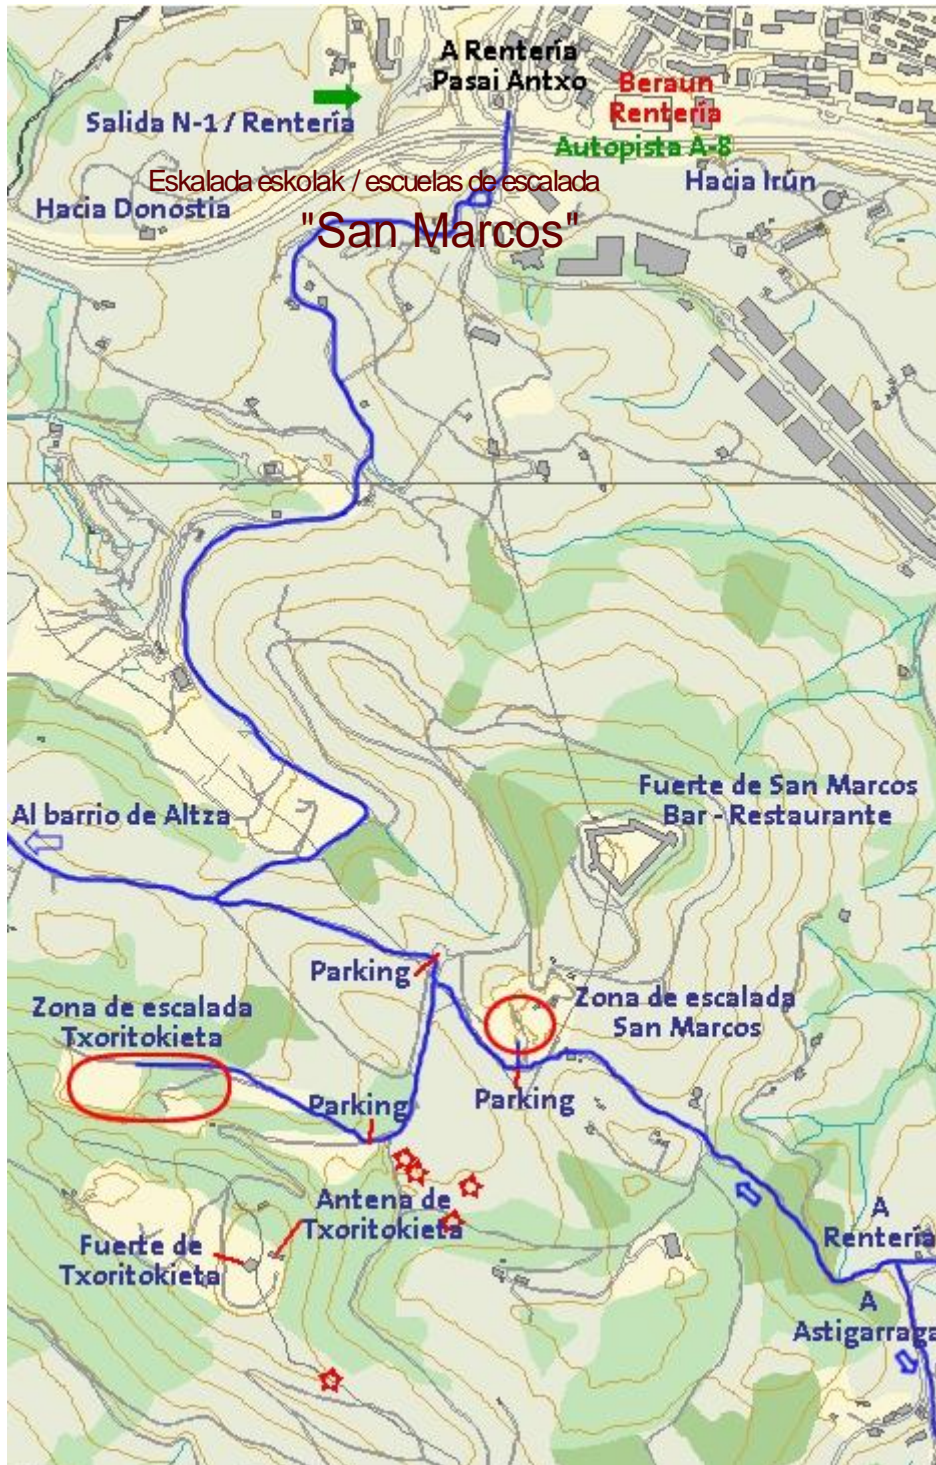 A Rentería
Pasai Antxo
Beraun
Rentería
Salida N-1 / Rentería
Autopista A-8
Eskalada eskolak / escuelas de escalada
Hacia Irún
Hacia Donostia
"San Marcos"
Fuerte de San Marcos
Bar - Restaurante
Al barrio de Altza
Parking
Zona de escalada
Txoritokieta
Zona de escalada
San Marcos
Parking
Parking
Antena de
Txoritokieta
Fuerte de
Txoritokieta
A
Rentería
A
Astigarraga